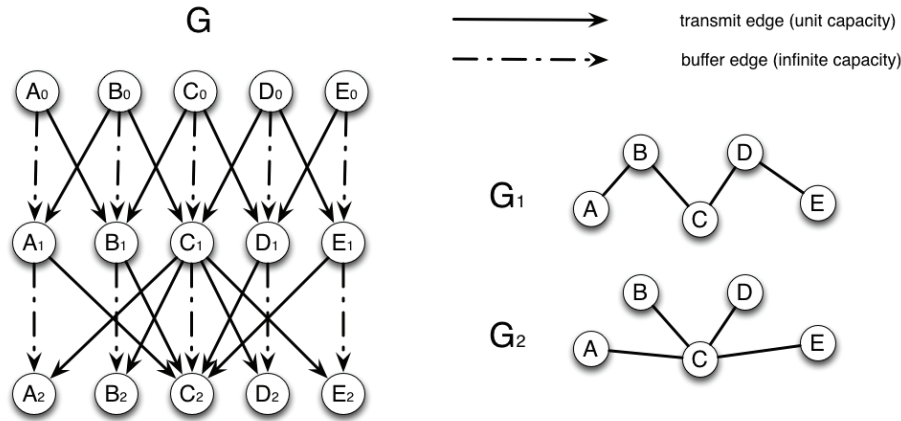 G
transmit edge (unit capacity)
buffer edge (infinite capacity)
A0 B0 C0 D0 E0
A1 B1 C1 D1 E1
A2 B2 C2 D2 E2
G1
B D
A C E
G2
B D
A C E